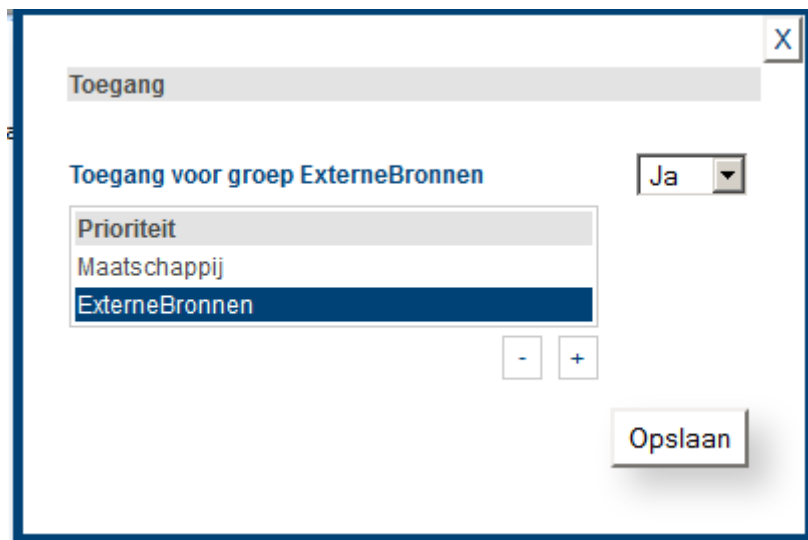 X
Toegang
Toegang voor groep ExterneBronnen
Ja
Prioriteit
Maatschappij
ExterneBronnen
- +
Opslaan